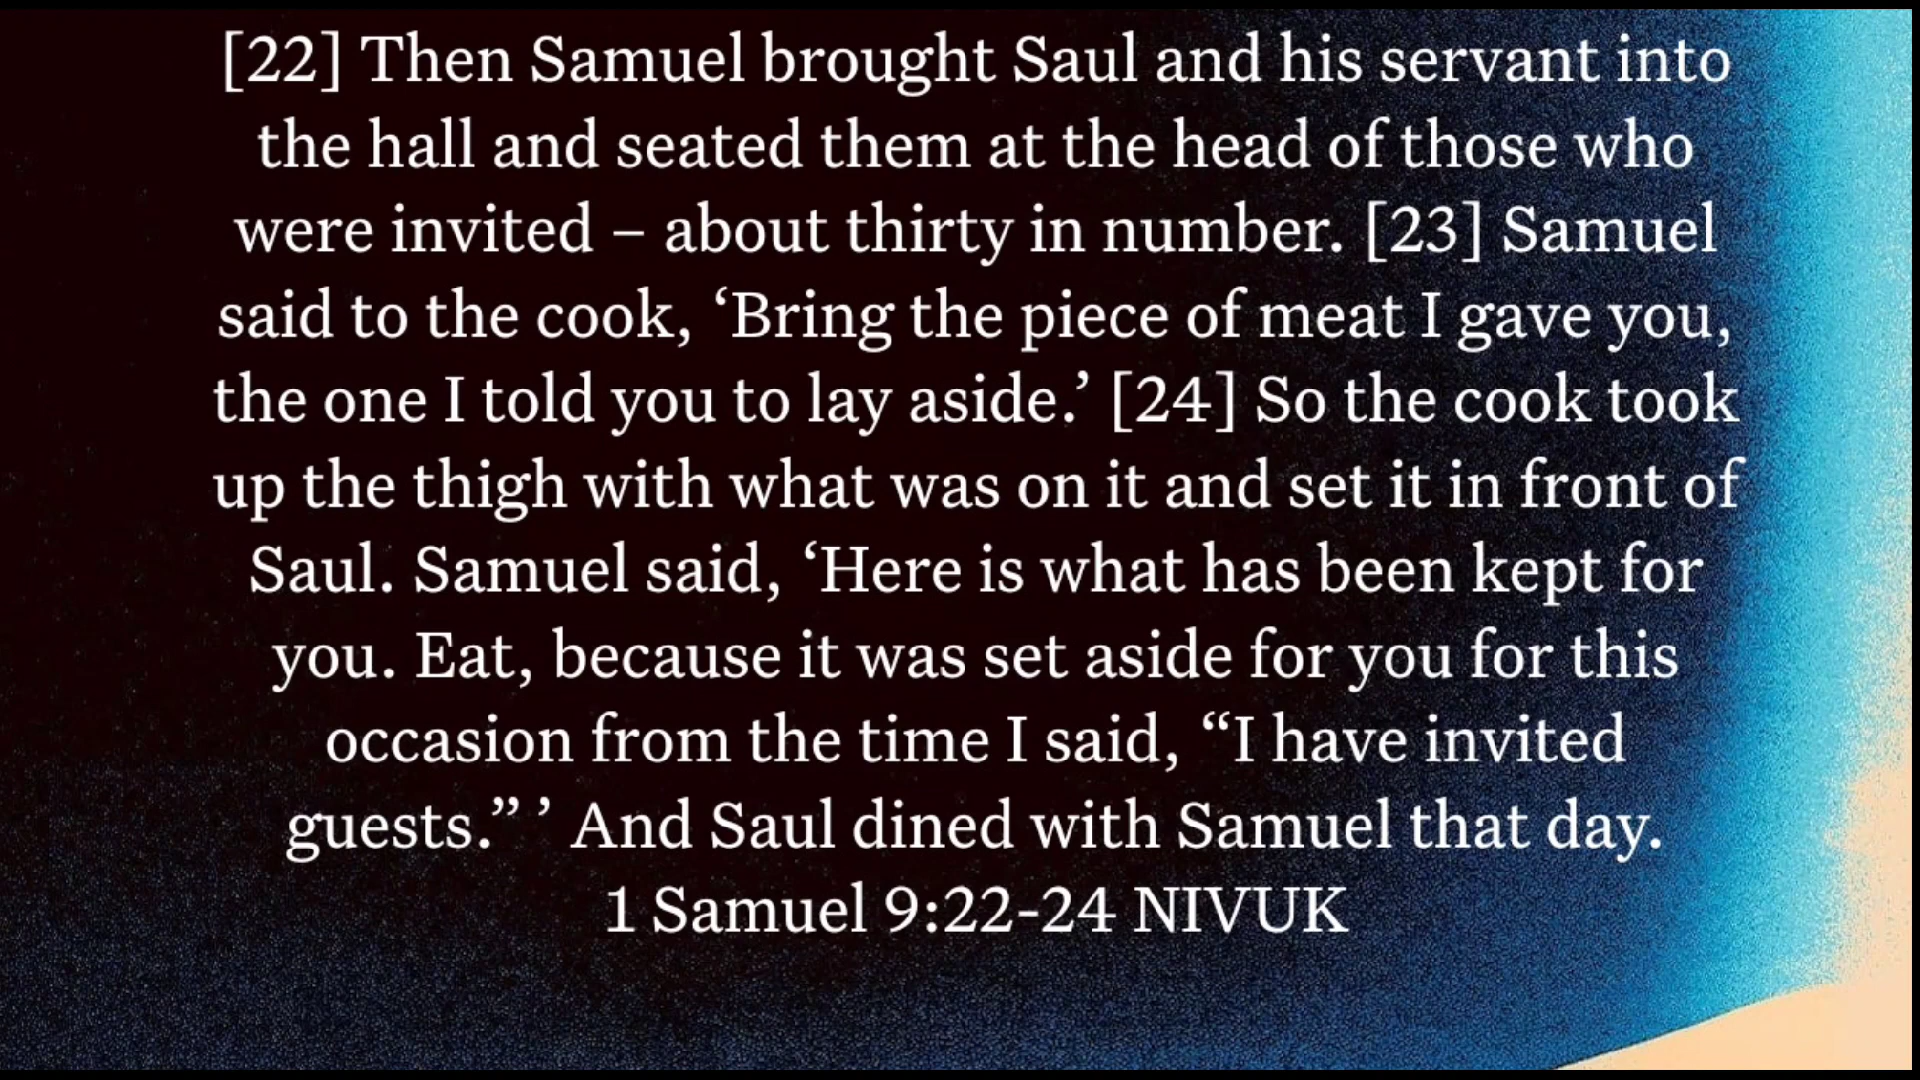 [22] Then Samuel brought Saul and his servant into
the hall and seated them at the head of those who
were invited – about thirty in number. [23] Samuel
said to the cook, ‘Bring the piece of meat I gave you,
the one I told you to lay aside.’ [24] So the cook took
up the thigh with what was on it and set it in front of
Saul. Samuel said, ‘Here is what has been kept for
you. Eat, because it was set aside for you for this
occasion from the time I said, “I have invited
guests.” ’ And Saul dined with Samuel that day.
1 Samuel 9:22-24 NIVUK